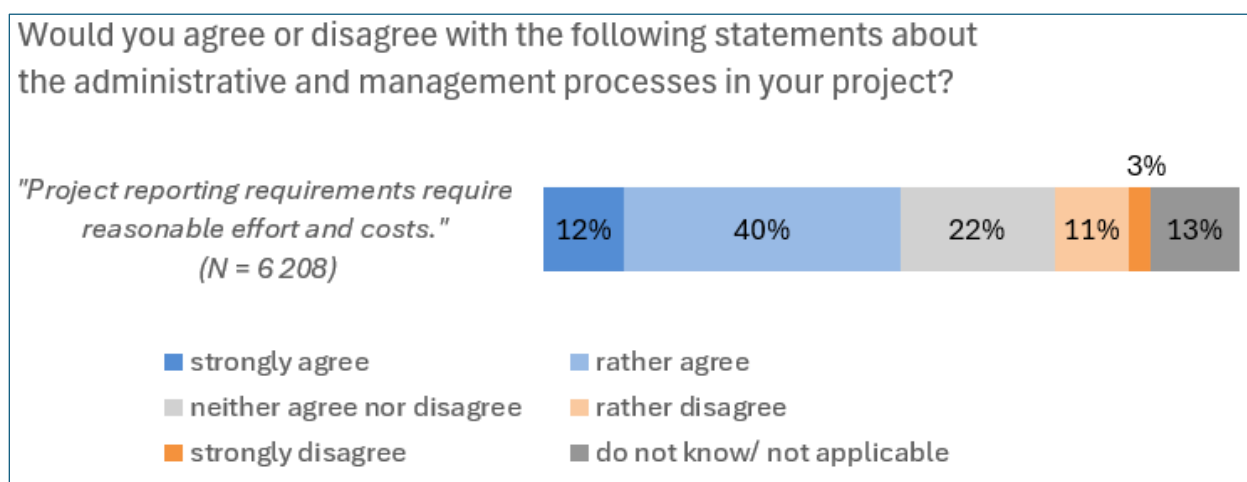 Would you agree or disagree with the following statements about
the administrative and management processes in your project?
"Project reporting requirements require
reasonable effort and costs."
(N = 6 208)
3%
12% 40% 22% 11% 13%
strongly agree rather agree
neither agree nor disagree rather disagree
strongly disagree do not know/ not applicable